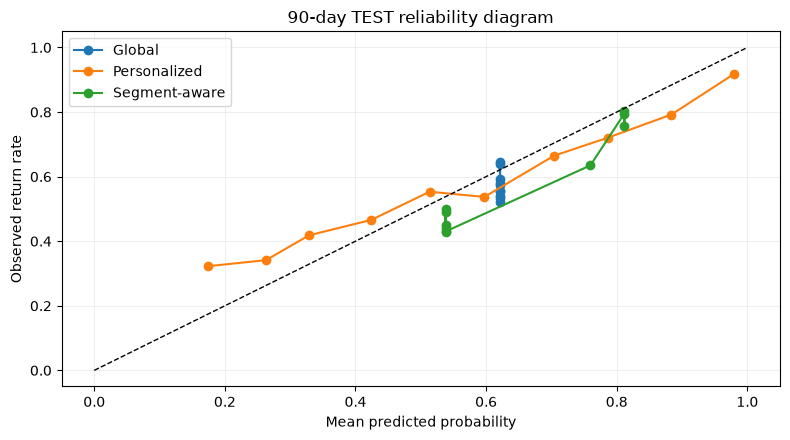 90-day TEST reliability diagram
Global
Personalized
Segment-aware
Observed return rate
1.0
0.8
0.6
0.4
0.2
0.0
0.0 0.2 0.4 0.6 0.8 1.0
Mean predicted probability